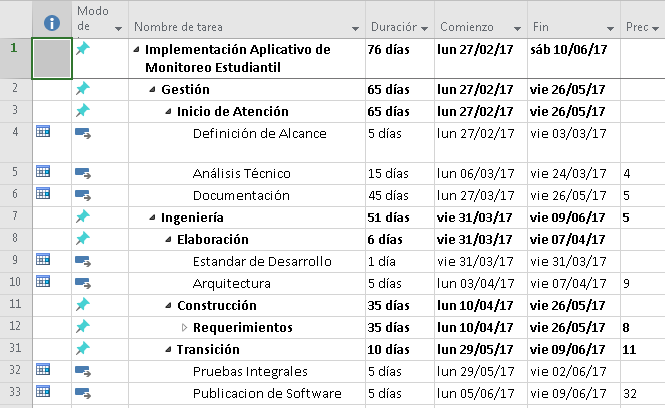 Modo de Nombre de tarea Duración Comienzo Fin Prec
1 Implementación Aplicativo de Monitoreo Estudiantil 76 días lun 27/02/17 sáb 10/06/17
2 Gestión 65 días lun 27/02/17 vie 26/05/17
3 Inicio de Atención 65 días lun 27/02/17 vie 26/05/17
4 Definición de Alcance 5 días lun 27/02/17 vie 03/03/17
5 Análisis Técnico 15 días lun 06/03/17 vie 24/03/17 4
6 Documentación 45 días lun 27/03/17 vie 26/05/17 5
7 Ingeniería 51 días vie 31/03/17 vie 09/06/17 5
8 Elaboración 6 días vie 31/03/17 vie 07/04/17
9 Estandar de Desarrollo 1 día vie 31/03/17 vie 31/03/17
10 Arquitectura 5 días lun 03/04/17 vie 07/04/17 9
11 Construcción 35 días lun 10/04/17 vie 26/05/17
12 Requerimientos 35 días lun 10/04/17 vie 26/05/17 8
31 Transición 10 días lun 29/05/17 vie 09/06/17 11
32 Pruebas Integrales 5 días lun 29/05/17 vie 02/06/17
33 Publicacion de Software 5 días lun 05/06/17 vie 09/06/17 32